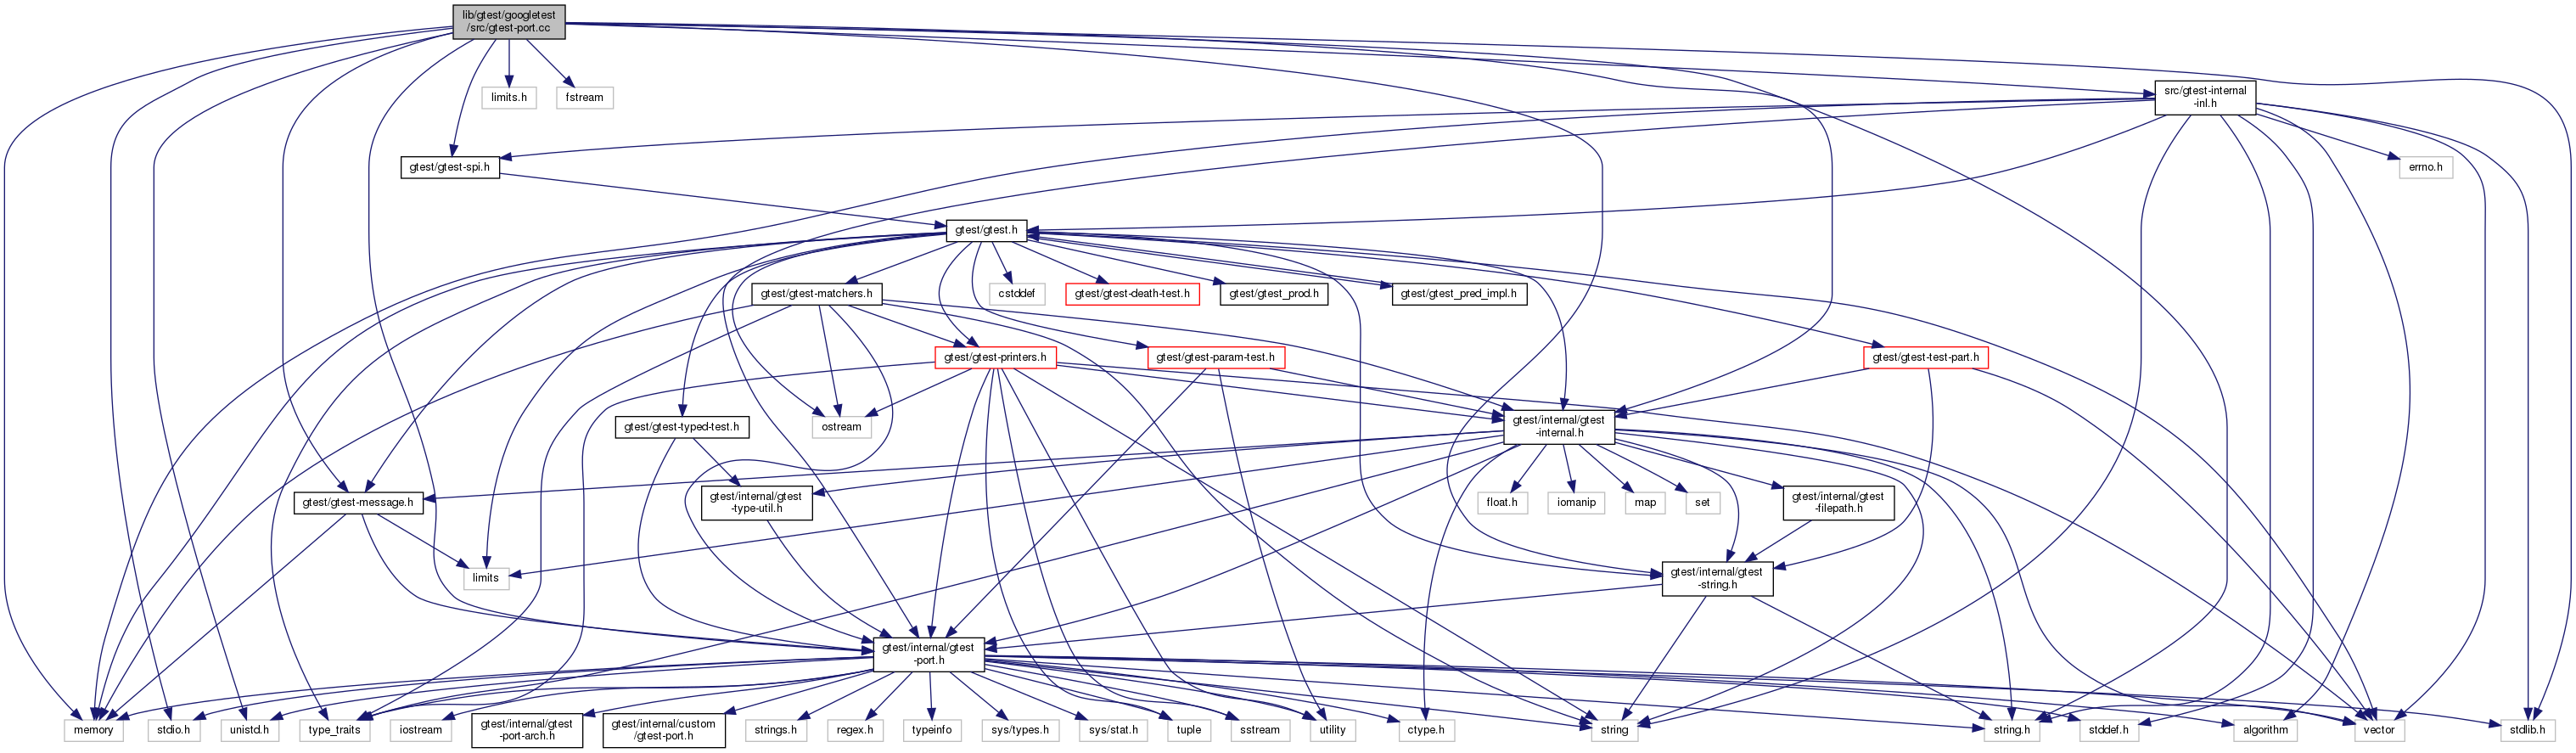 lib/gtest/googletest
/src/gtest-port.cc
limits.h
fstream
src/gtest-internal
-inl.h
gtest/gtest-spi.h
errno.h
gtest/gtest.h
gtest/gtest-matchers.h
cstddef
gtest/gtest-death-test.h
gtest/gtest_prod.h
gtest/gtest_pred_impl.h
gtest/gtest-printers.h
gtest/gtest-param-test.h
gtest/gtest-test-part.h
gtest/gtest-typed-test.h
ostream
gtest/internal/gtest
-internal.h
gtest/gtest-message.h
gtest/internal/gtest
-type-util.h
float.h
iomanip
map
set
gtest/internal/gtest
-filepath.h
limits
gtest/internal/gtest
-string.h
gtest/internal/gtest
-port.h
memory
stdio.h
unistd.h
type_traits
iostream
gtest/internal/gtest
-port-arch.h
gtest/internal/custom
/gtest-port.h
strings.h
regex.h
typeinfo
sys/types.h
sys/stat.h
tuple
sstream
utility
ctype.h
string
string.h
stddef.h
algorithm
vector
stdlib.h